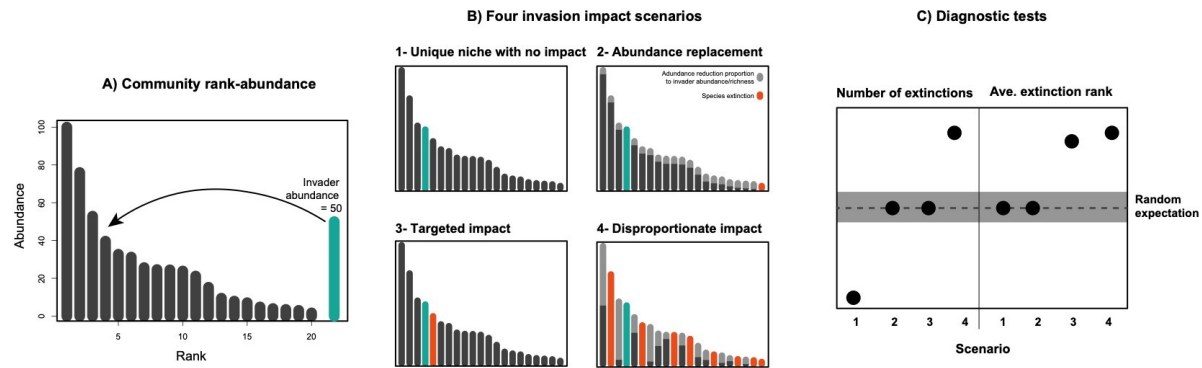 A) Community rank-abundance
Abundance
100
80
60
40
20
0
Invader
abundance
= 50
5
10
15
20
Rank
B) Four invasion impact scenarios
1- Unique niche with no impact
2- Abundance replacement
Adundance reduction proportion
to invader abundance/richness
Species extinction
3- Targeted impact
4- Disproportionate impact
C) Diagnostic tests
Number of extinctions
Ave. extinction rank
Random
expectation
1 2 3 4 1 2 3 4
Scenario